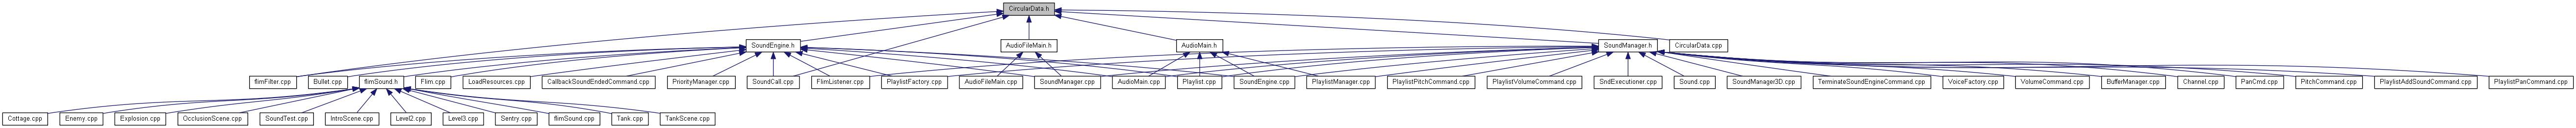 CircularData.h
SoundEngine.h
AudioFileMain.h
AudioMain.h
SoundManager.h
CircularData.cpp
flimFilter.cpp
Bullet.cpp
flimSound.h
Flim.cpp
LoadResources.cpp
CallbackSoundEndedCommand.cpp
PriorityManager.cpp
SoundCall.cpp
FlimListener.cpp
PlaylistFactory.cpp
AudioFileMain.cpp
SoundManager.cpp
AudioMain.cpp
Playlist.cpp
SoundEngine.cpp
PlaylistManager.cpp
PlaylistPitchCommand.cpp
PlaylistVolumeCommand.cpp
SndExecutioner.cpp
Sound.cpp
SoundManager3D.cpp
TerminateSoundEngineCommand.cpp
VoiceFactory.cpp
VolumeCommand.cpp
BufferManager.cpp
Channel.cpp
PanCmd.cpp
PitchCommand.cpp
PlaylistAddSoundCommand.cpp
PlaylistPanCommand.cpp
Cottage.cpp
Enemy.cpp
Explosion.cpp
OcclusionScene.cpp
SoundTest.cpp
IntroScene.cpp
Level2.cpp
Level3.cpp
Sentry.cpp
flimSound.cpp
Tank.cpp
TankScene.cpp